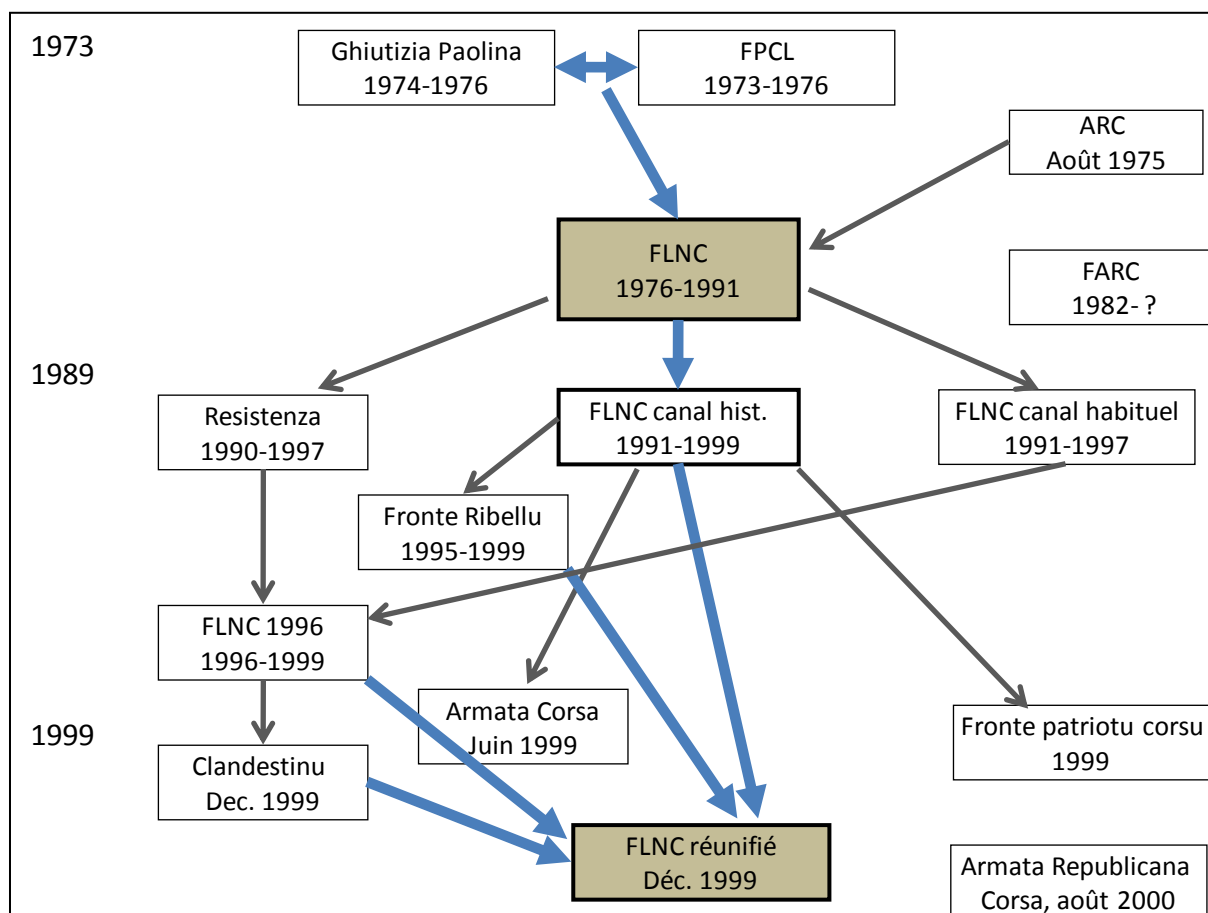 1973
Ghiutizia Paolina
1974-1976
FPCL
1973-1976
ARC
Août 1975
FLNC
1976-1991
FARC
1982- ?
1989
Resistenza
1990-1997
FLNC canal hist.
1991-1999
FLNC canal habituel
1991-1997
Fronte Ribellu
1995-1999
FLNC 1996
1996-1999
Armata Corsa
Juin 1999
Fronte patriotu corsu
1999
1999
Clandestinu
Dec. 1999
FLNC réunifié
Déc. 1999
Armata Republicana
Corsa, août 2000